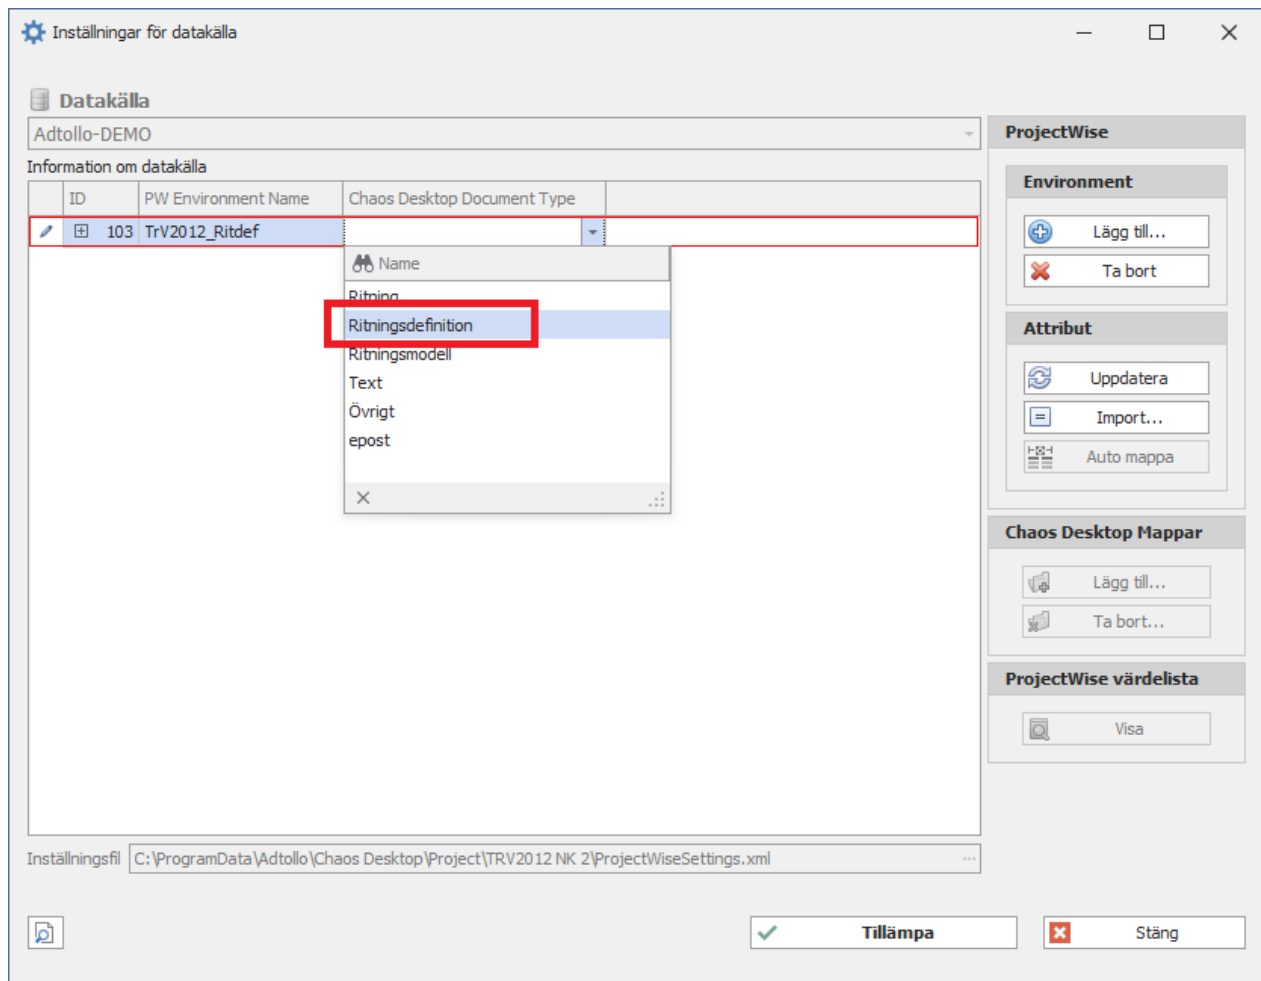 Inställningar för datakälla
Datakälla
Adtollo-DEMO
Information om datakälla
ID PW Environment Name Chaos Desktop Document Type
103 TrV2012_Ritdef
Name
Ritning
Ritningsdefinition
Ritningsmodell
Text
Övrigt
epost
Inställningsfil C:\ProgramData\Adtollo\Chaos Desktop\Project\TRV2012 NK 2\ProjectWiseSettings.xml ...
ProjectWise
Environment
Lägg till...
Ta bort
Attribut
Uppdatera
Import...
Auto mappa
Chaos Desktop Mappar
Lägg till...
Ta bort...
ProjectWise värdelista
Visa
Tillämpa
Stäng